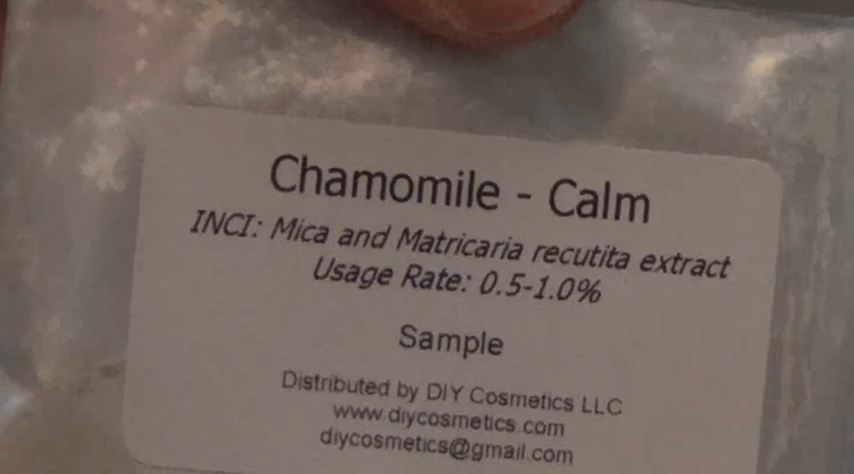 Chamomile - Calm
INCI: Mica and Matricaria recutita extract
Usage Rate: 0.5-1.0%
Sample
Distributed by DIY Cosmetics LLC
www.diycosmetics.com
diycosmetics@gmail.com